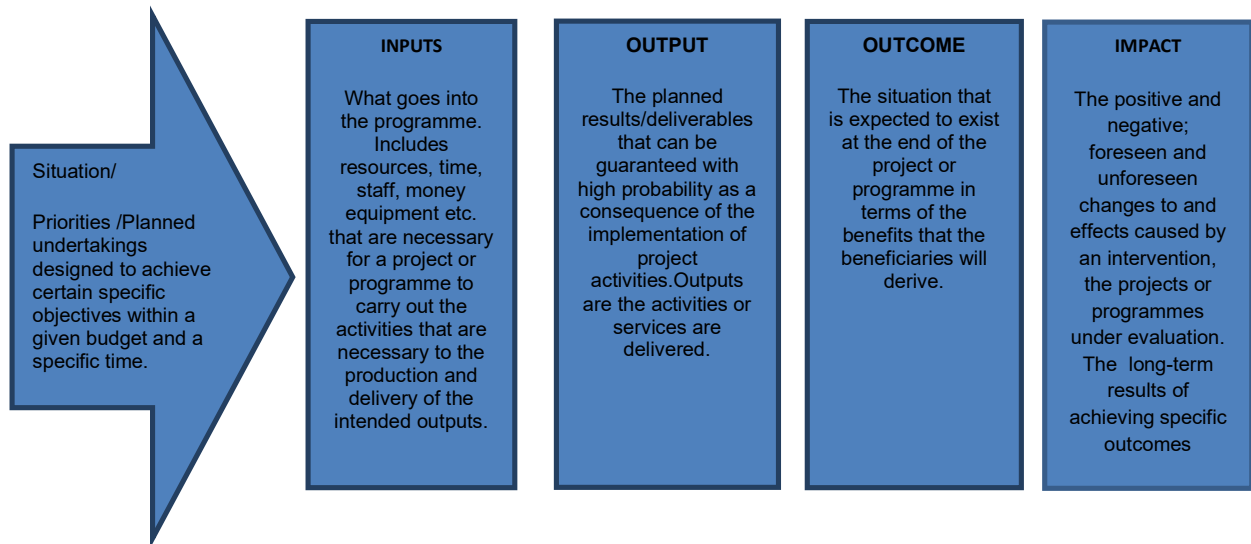 Situation/
Priorities /Planned
undertakings
designed to achieve
certain specific
objectives within a
given budget and a
specific time.
INPUTS
What goes into
the programme.
Includes
resources, time,
staff, money
equipment etc.
that are necessary
for a project or
programme to
carry out the
activities that are
necessary to the
production and
delivery of the
intended outputs.
OUTPUT
The planned
results/deliverables
that can be
guaranteed with
high probability as a
consequence of the
implementation of
project
activities.Outputs
are the activities or
services are
delivered.
OUTCOME
The situation that
is expected to exist
at the end of the
project or
programme in
terms of the
benefits that the
beneficiaries will
derive.
IMPACT
The positive and
negative;
foreseen and
unforeseen
changes to and
effects caused by
an intervention,
the projects or
programmes
under evaluation.
The long-term
results of
achieving specific
outcomes